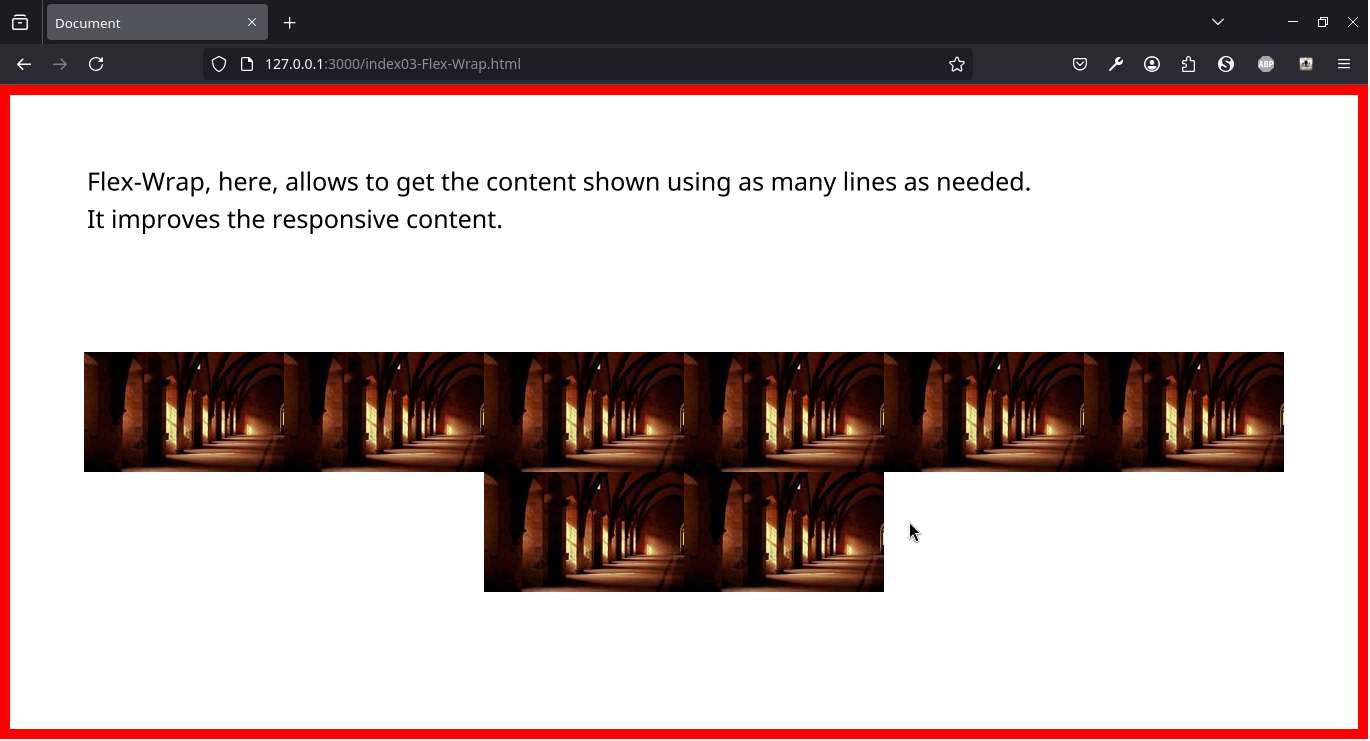 Document
127.0.0.1:3000/index03-Flex-Wrap.html
ABP
Flex-Wrap, here, allows to get the content shown using as many lines as needed.
It improves the responsive content.